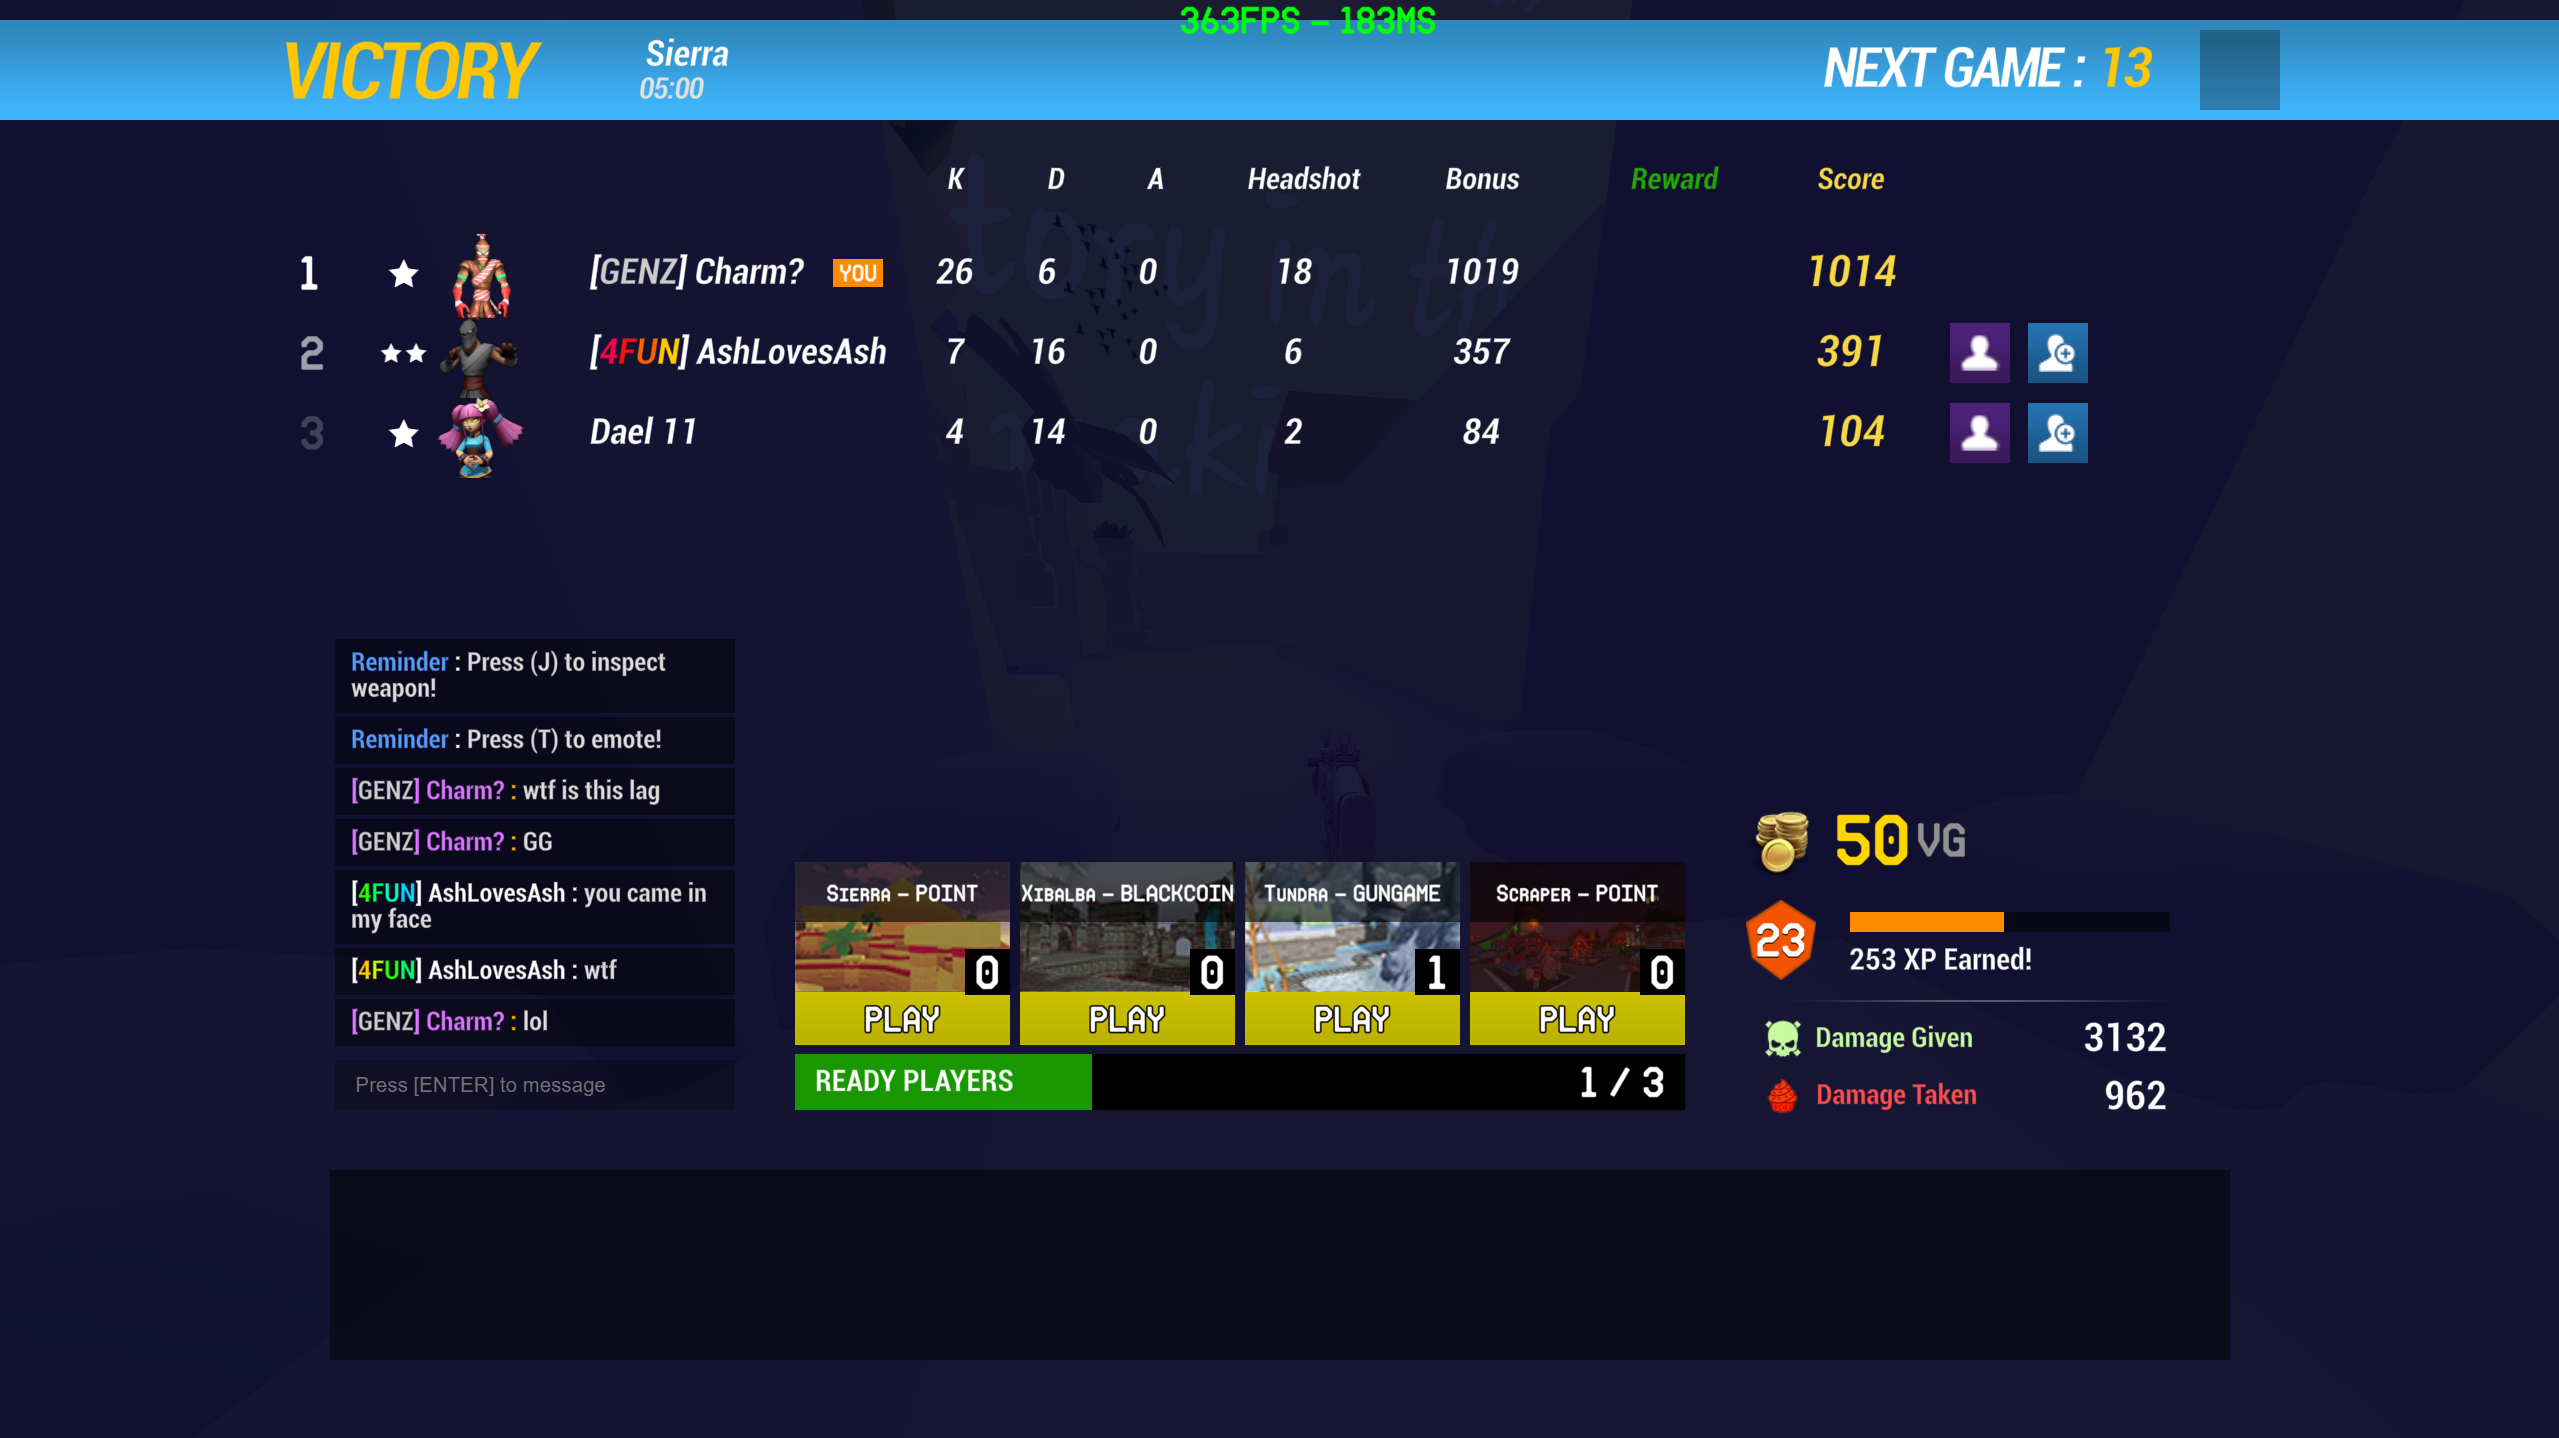 363FPS – 183MS
VICTORY
Sierra
05:00
NEXT GAME : 13
K D A Headshot Bonus Reward Score
1 [GENZ] Charm? YOU 26 6 0 18 1019 1014
2 [4FUN] AshLovesAsh 7 16 0 6 357 391
3 Dael 11 4 14 0 2 84 104
tory in th
Reminder : Press (J) to inspect
weapon!
Reminder : Press (T) to emote!
[GENZ] Charm? : wtf is this lag
[GENZ] Charm? : GG
[4FUN] AshLovesAsh : you came in
my face
[4FUN] AshLovesAsh : wtf
[GENZ] Charm? : lol
Press [ENTER] to message
Sierra – POINT
0
PLAY
Xibalba – BLACKCOIN
0
PLAY
Tundra – GUNGAME
1
PLAY
Scraper – POINT
0
PLAY
READY PLAYERS 1 / 3
50 VG
23
253 XP Earned!
Damage Given 3132
Damage Taken 962